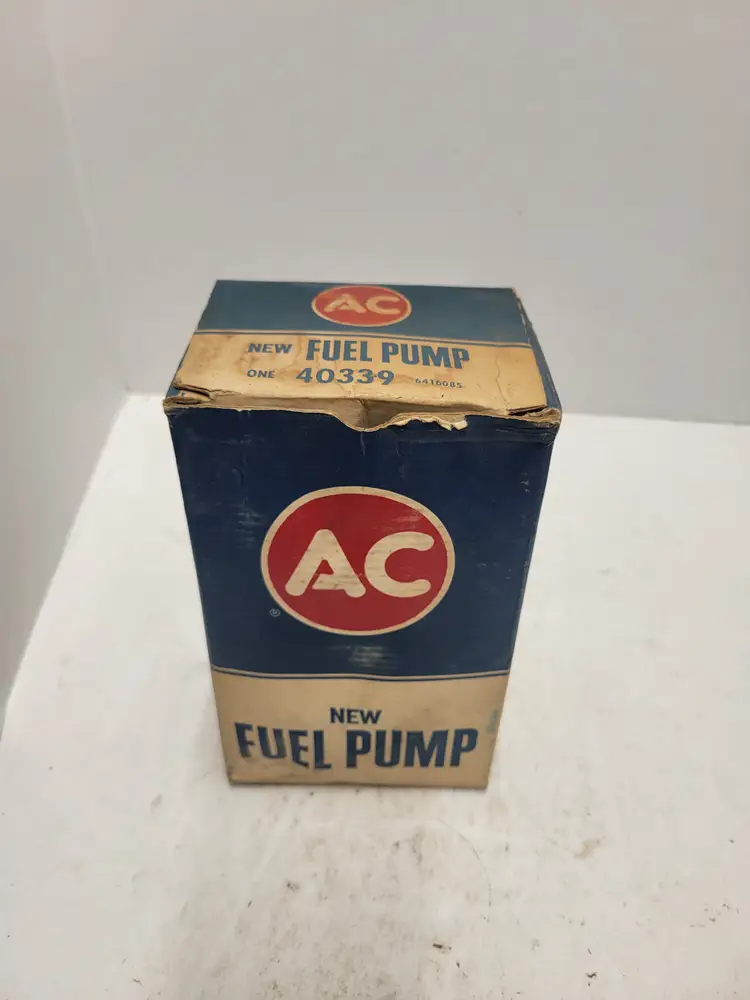 AC
NEW FUEL PUMP
ONE 40339 6416085
AC
®
NEW
FUEL PUMP